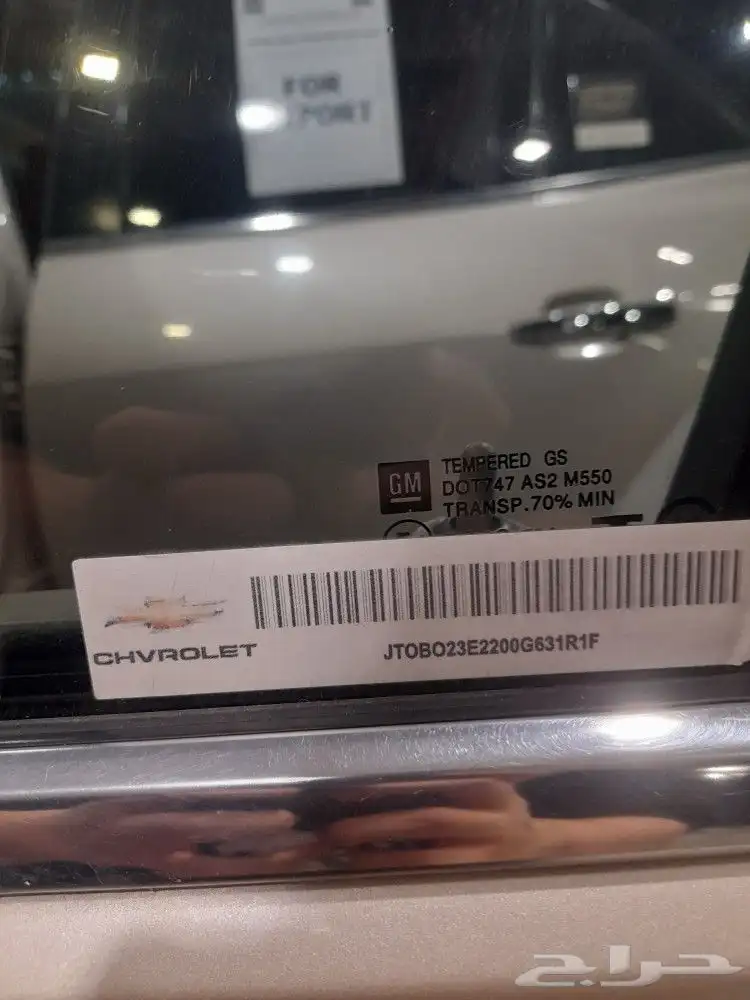 FOR
PORT
GM
TEMPERED GS
DOT747 AS2 M550
TRANSP.70% MIN
CHVROLET
JTOBO23E2200G631R1F
حراج